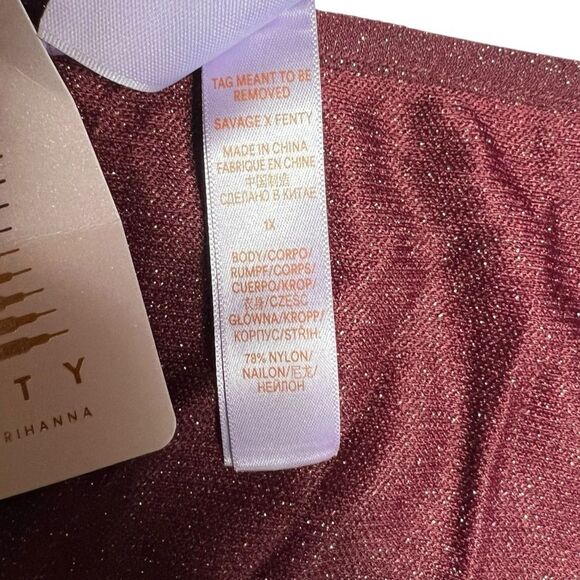 TAG MEANT TO BE
REMOVED
SAVAGE X FENTY
MADE IN CHINA
FABRIQUE EN CHINE
中国制造
СДЕЛАНО В КИТАЕ
1X
BODY/CORPO/
RUMPF/CORPS/
CUERPO/KROP/
衣身/CZĘŚĆ
GŁÓWNA/KROPP/
КОРПУС/STŘIH:
78% NYLON/
NAILON/尼龙/
НЕЙЛОН
TY
RIHANNA